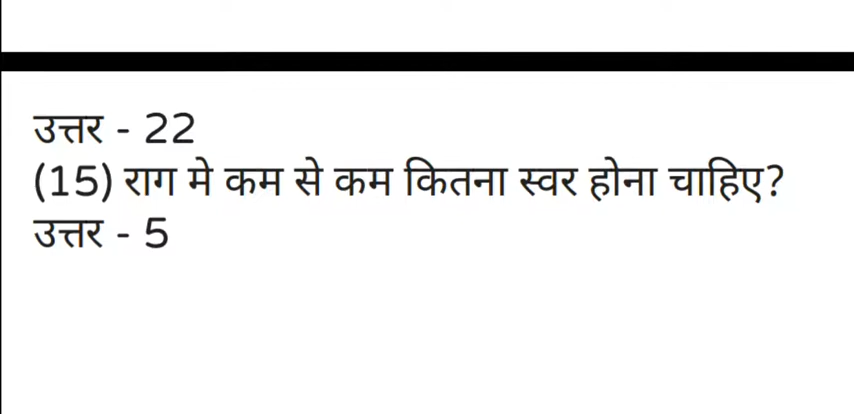 उत्तर - 22
(15) राग मे कम से कम कितना स्वर होना चाहिए?
उत्तर - 5